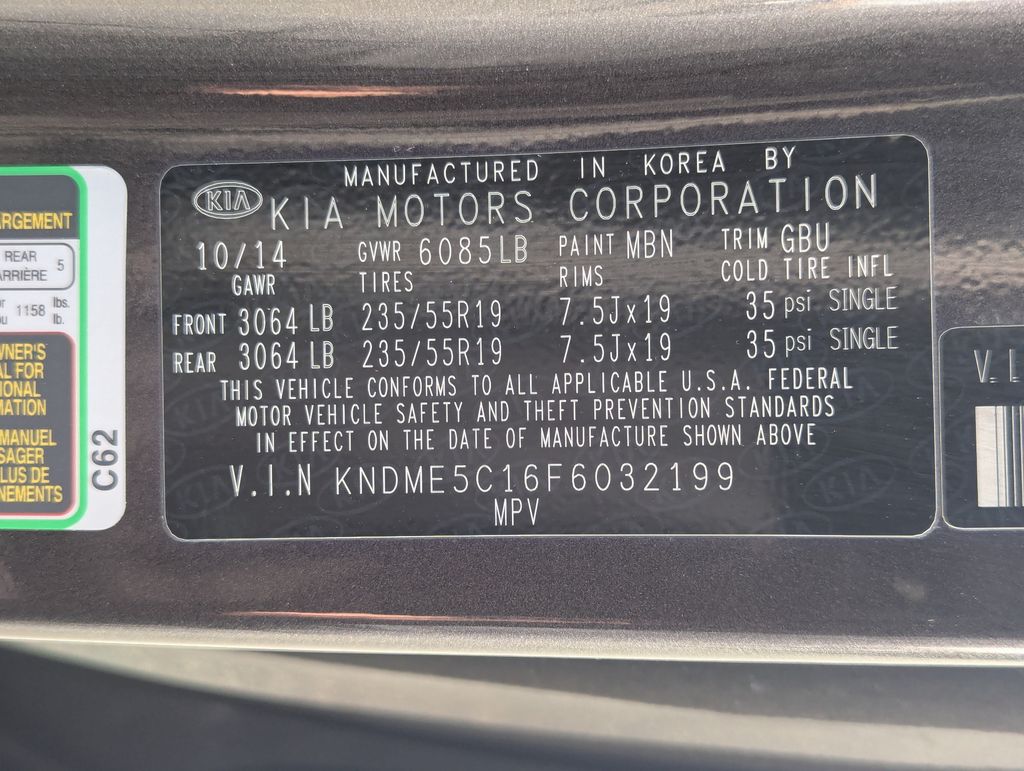 MANUFACTURED IN KOREA BY
KIA KIA MOTORS CORPORATION
10/14 GVWR 6085LB PAINT MBN TRIM GBU
GAWR TIRES RIMS COLD TIRE INFL
FRONT 3064 LB 235/55R19 7.5Jx19 35 psi SINGLE
REAR 3064 LB 235/55R19 7.5Jx19 35 psi SINGLE
THIS VEHICLE CONFORMS TO ALL APPLICABLE U.S.A. FEDERAL
MOTOR VEHICLE SAFETY AND THEFT PREVENTION STANDARDS
IN EFFECT ON THE DATE OF MANUFACTURE SHOWN ABOVE
V.I.N KNDME5C16F6032199
MPV
ARGEMENT
REAR
ARRIÈRE 5
1158 lbs.
lb.
WNER'S
AL FOR
IONAL
MATION
MANUEL
SAGER
LUS DE
NEMENTS
C62
V.I.